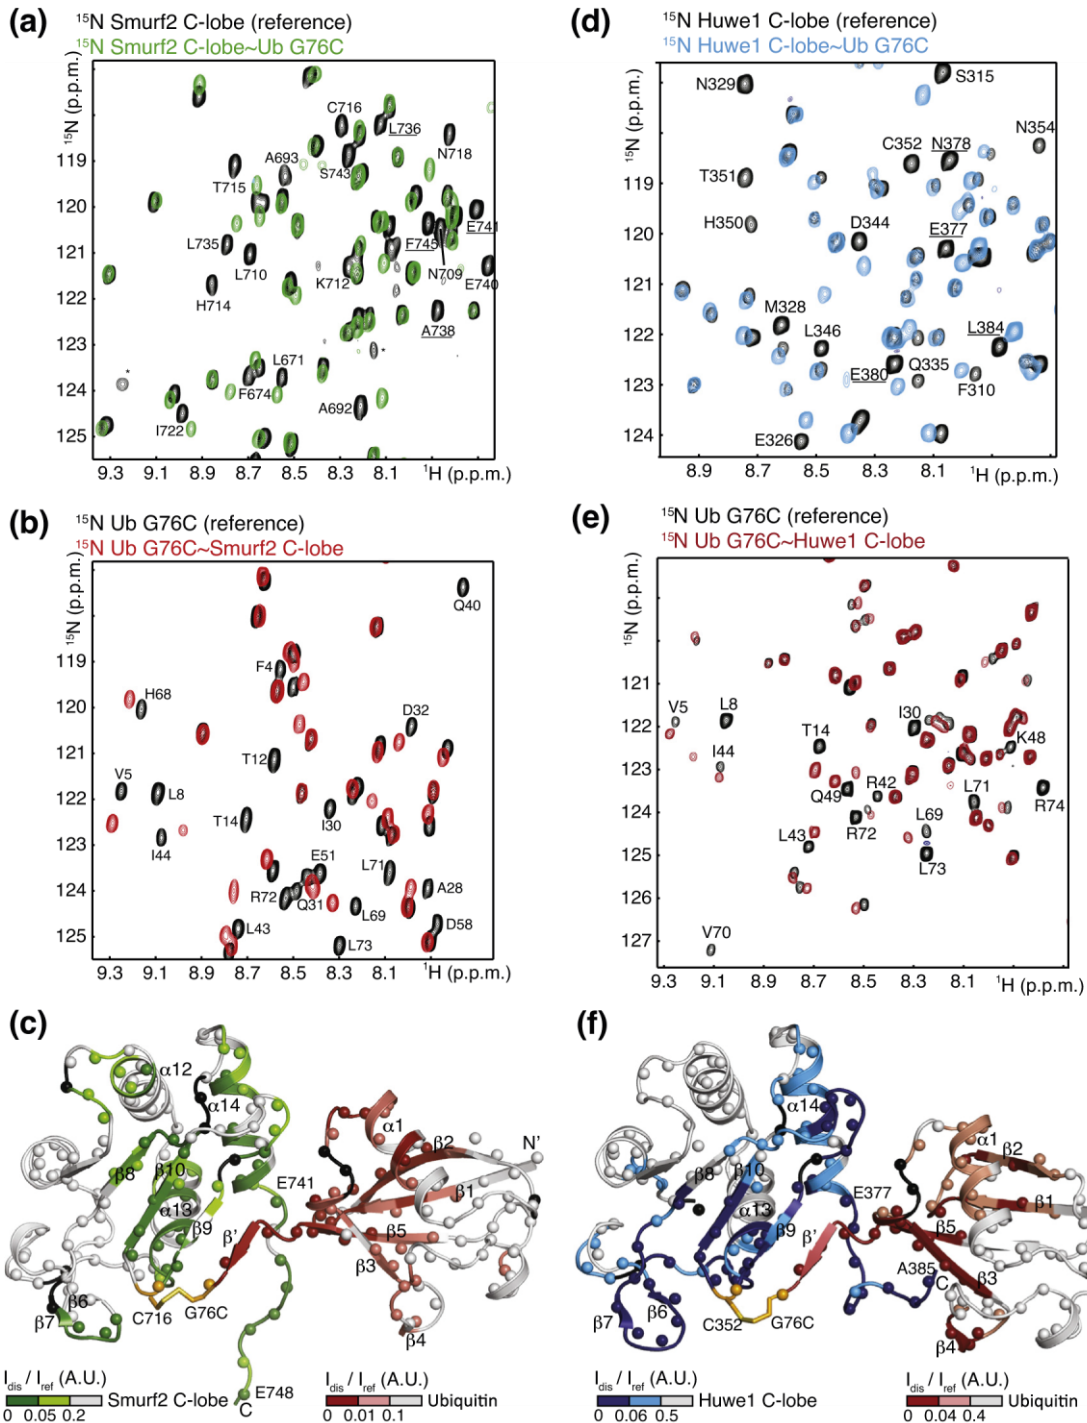 (a)
¹⁵N Smurf2 C-lobe (reference)
¹⁵N Smurf2 C-lobe~Ub G76C
¹⁵N (p.p.m.)
119
120
121
122
123
124
125
C716
L736
N718
A693
S743
T715
L735
L710
E741
F745
N709
K712
E740
H714
A738
*
*
L671
F674
A692
I722
9.3
9.1
8.9
8.7
8.5
8.3
8.1
¹H (p.p.m.)
(d)
¹⁵N Huwe1 C-lobe (reference)
¹⁵N Huwe1 C-lobe~Ub G76C
¹⁵N (p.p.m.)
119
120
121
122
123
124
N329
S315
N354
C352
N378
T351
H350
D344
E377
M328
L346
L384
E380
Q335
F310
E326
8.9
8.7
8.5
8.3
8.1
¹H (p.p.m.)
(b)
¹⁵N Ub G76C (reference)
¹⁵N Ub G76C~Smurf2 C-lobe
¹⁵N (p.p.m.)
119
120
121
122
123
124
125
Q40
F4
H68
D32
T12
V5
L8
T14
I30
I44
E51
L71
R72
Q31
A28
L69
L43
D58
L73
9.3
9.1
8.9
8.7
8.5
8.3
8.1
¹H (p.p.m.)
(e)
¹⁵N Ub G76C (reference)
¹⁵N Ub G76C~Huwe1 C-lobe
¹⁵N (p.p.m.)
121
122
123
124
125
126
127
V5
L8
I30
T14
K48
I44
Q49
R42
L71
R74
R72
L69
L43
L73
V70
9.3
9.1
8.9
8.7
8.5
8.3
8.1
¹H (p.p.m.)
(c)
α12
α14
α1
β2
N'
β8
β10
α13
β9
E741
β1
β5
β'
β3
β6
β7
C716
G76C
β4
I dis / I ref (A.U.)
Smurf2 C-lobe
0 0.05 0.2
E748
C
I dis / I ref (A.U.)
Ubiquitin
0 0.01 0.1
(f)
α14
α1
β2
β8
β10
α13
β9
E377
β1
β5
β'
A385
C
β3
β6
β7
C352
G76C
β4
I dis / I ref (A.U.)
Huwe1 C-lobe
0 0.06 0.5
I dis / I ref (A.U.)
Ubiquitin
0 0.04 0.4